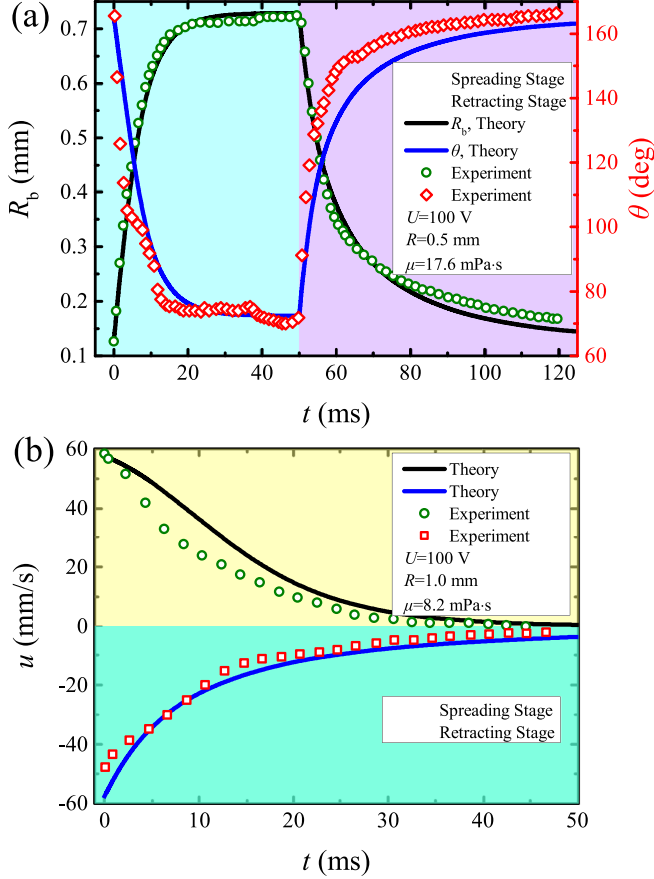 (a)
0.7
0.6
0.5
0.4
0.3
0.2
0.1
R_b (mm)
160
140
120
100
80
60
θ (deg)
Spreading Stage
Retracting Stage
R_b, Theory
θ, Theory
Experiment
Experiment
U=100 V
R=0.5 mm
μ=17.6 mPa·s
0 20 40 60 80 100 120
t (ms)
(b)
60
40
20
0
-20
-40
-60
u (mm/s)
Theory
Theory
Experiment
Experiment
U=100 V
R=1.0 mm
μ=8.2 mPa·s
Spreading Stage
Retracting Stage
0 10 20 30 40 50
t (ms)